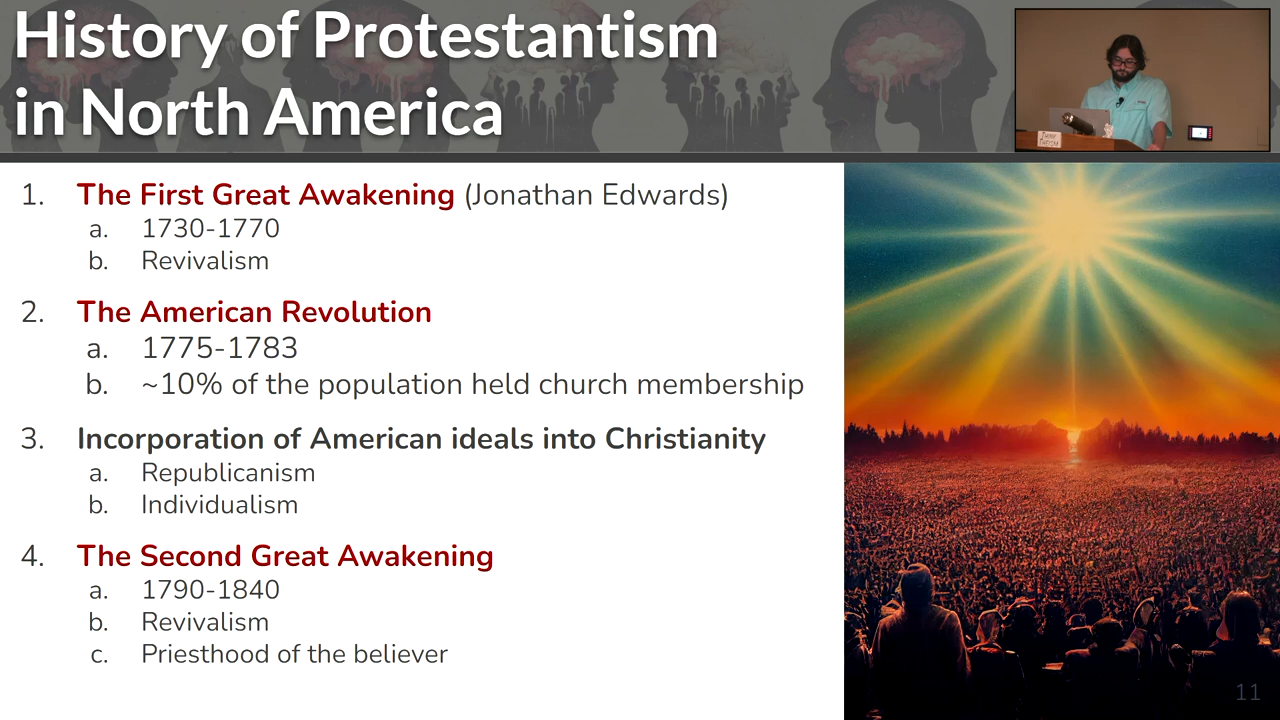 History of Protestantism
in North America
1. The First Great Awakening (Jonathan Edwards)
a. 1730-1770
b. Revivalism
2. The American Revolution
a. 1775-1783
b. ~10% of the population held church membership
3. Incorporation of American ideals into Christianity
a. Republicanism
b. Individualism
4. The Second Great Awakening
a. 1790-1840
b. Revivalism
c. Priesthood of the believer
11